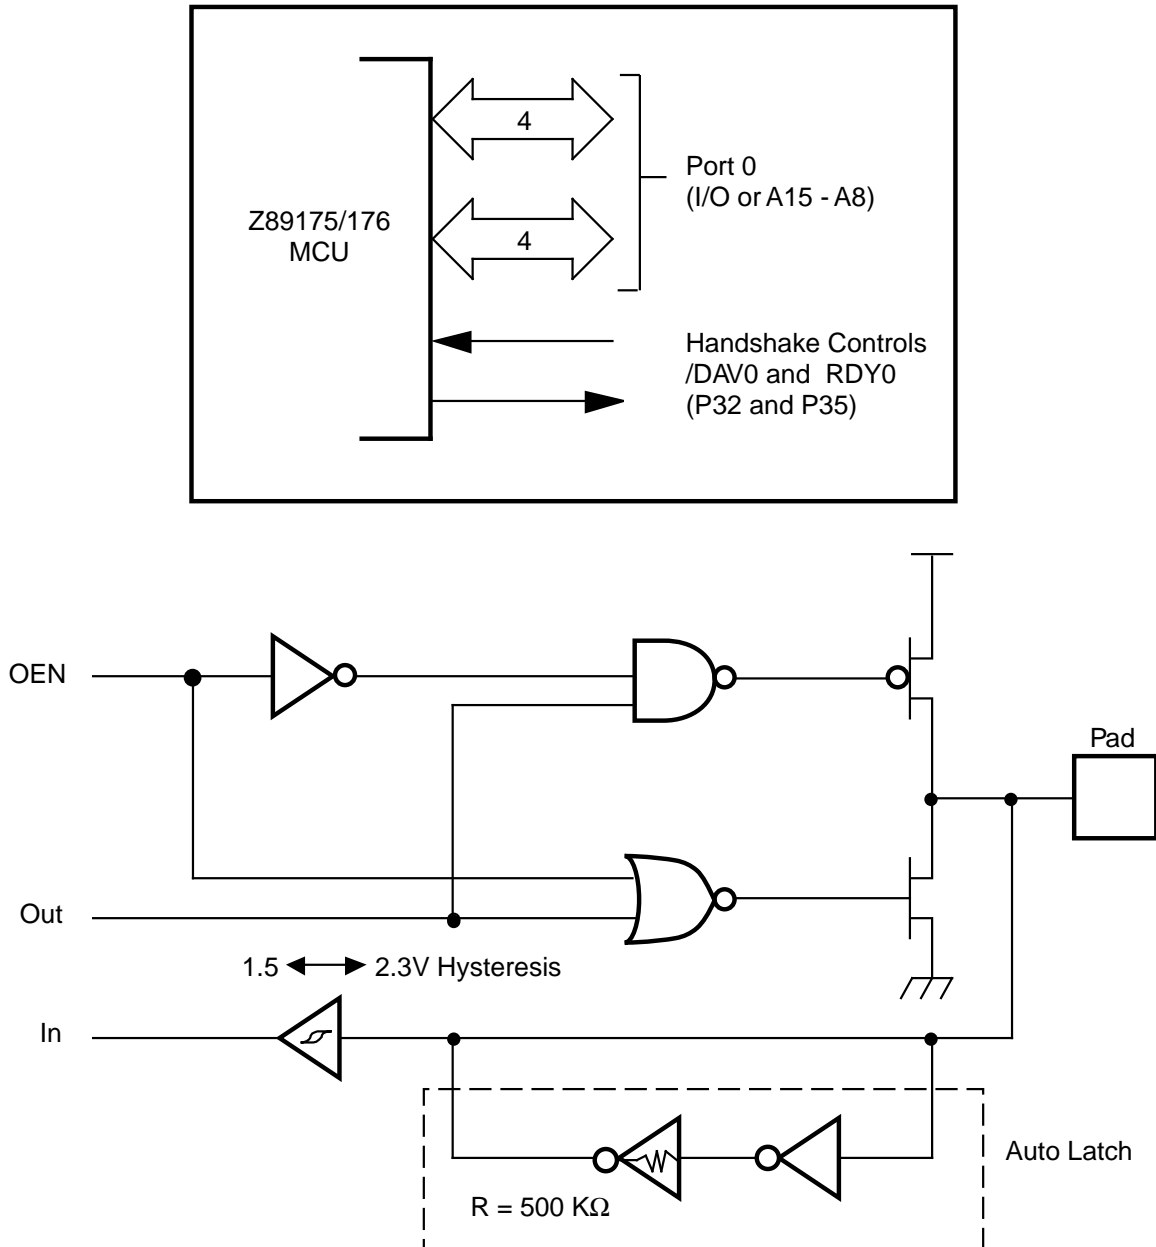 4
Port 0
(I/O or A15 - A8)
Z89175/176
MCU
4
Handshake Controls
/DAV0 and RDY0
(P32 and P35)
OEN
Pad
Out
1.5 2.3V Hysteresis
In
Auto Latch
R = 500 KΩ